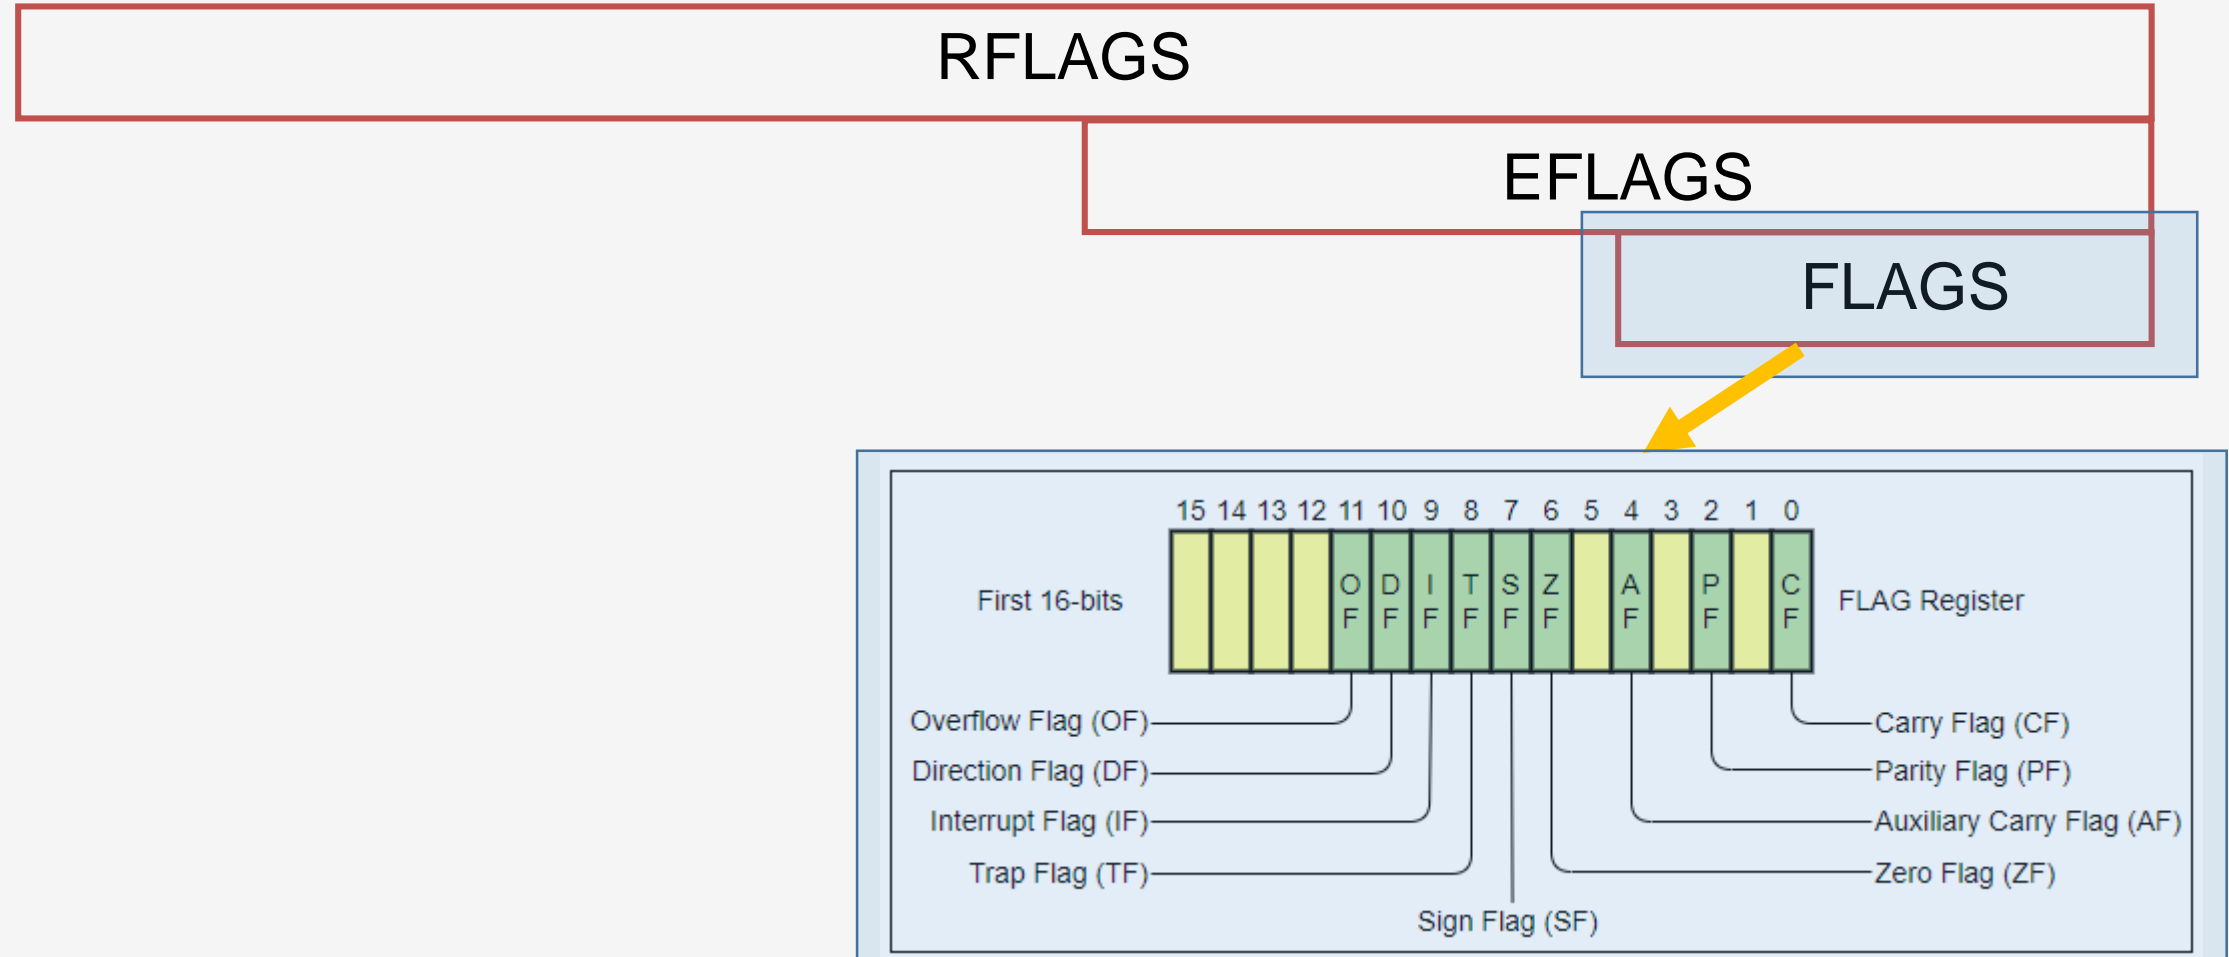 RFLAGS
EFLAGS
FLAGS
15 14 13 12 11 10 9 8 7 6 5 4 3 2 1 0
First 16-bits
O D I T S Z A P C
F F F F F F F F F
FLAG Register
Overflow Flag (OF)
Direction Flag (DF)
Interrupt Flag (IF)
Trap Flag (TF)
Sign Flag (SF)
Carry Flag (CF)
Parity Flag (PF)
Auxiliary Carry Flag (AF)
Zero Flag (ZF)